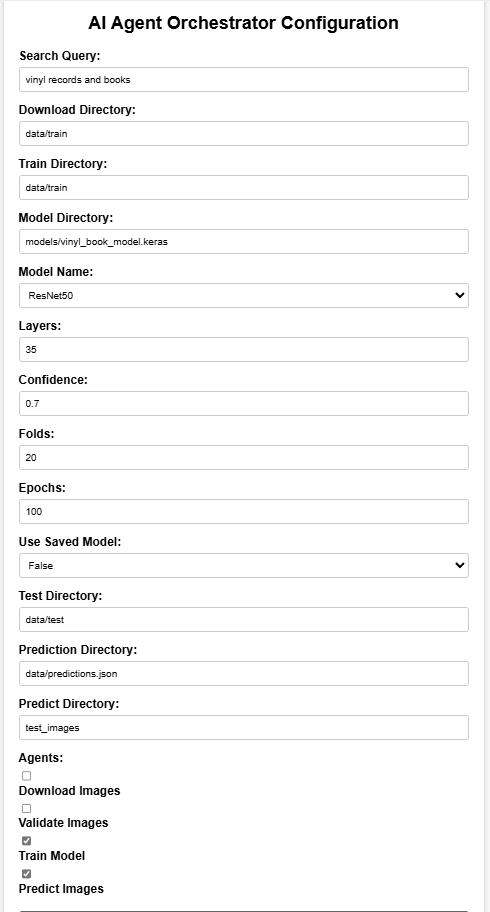 AI Agent Orchestrator Configuration
Search Query:
vinyl records and books
Download Directory:
data/train
Train Directory:
data/train
Model Directory:
models/vinyl_book_model.keras
Model Name:
ResNet50
Layers:
35
Confidence:
0.7
Folds:
20
Epochs:
100
Use Saved Model:
False
Test Directory:
data/test
Prediction Directory:
data/predictions.json
Predict Directory:
test_images
Agents:
Download Images
Validate Images
Train Model
Predict Images